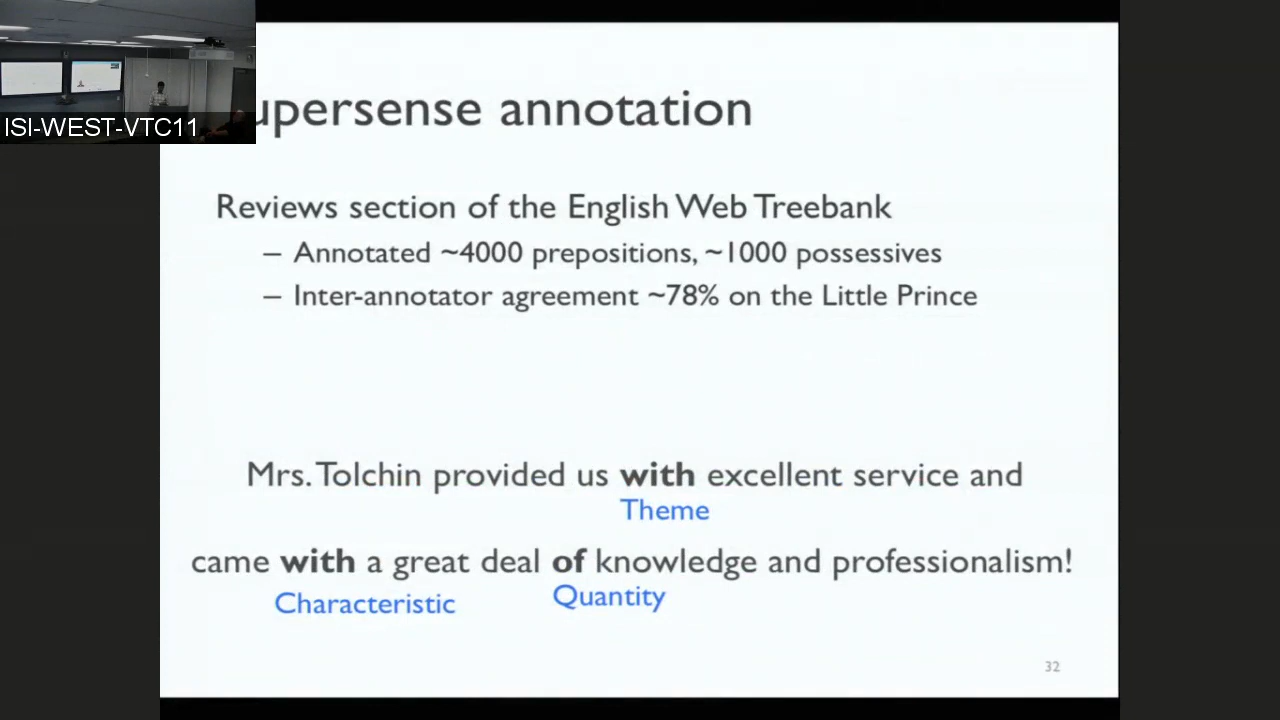 ISI-WEST-VTC11
upersense annotation
Reviews section of the English Web Treebank
– Annotated ~4000 prepositions, ~1000 possessives
– Inter-annotator agreement ~78% on the Little Prince
Mrs. Tolchin provided us with excellent service and
Theme
came with a great deal of knowledge and professionalism!
Characteristic Quantity
32